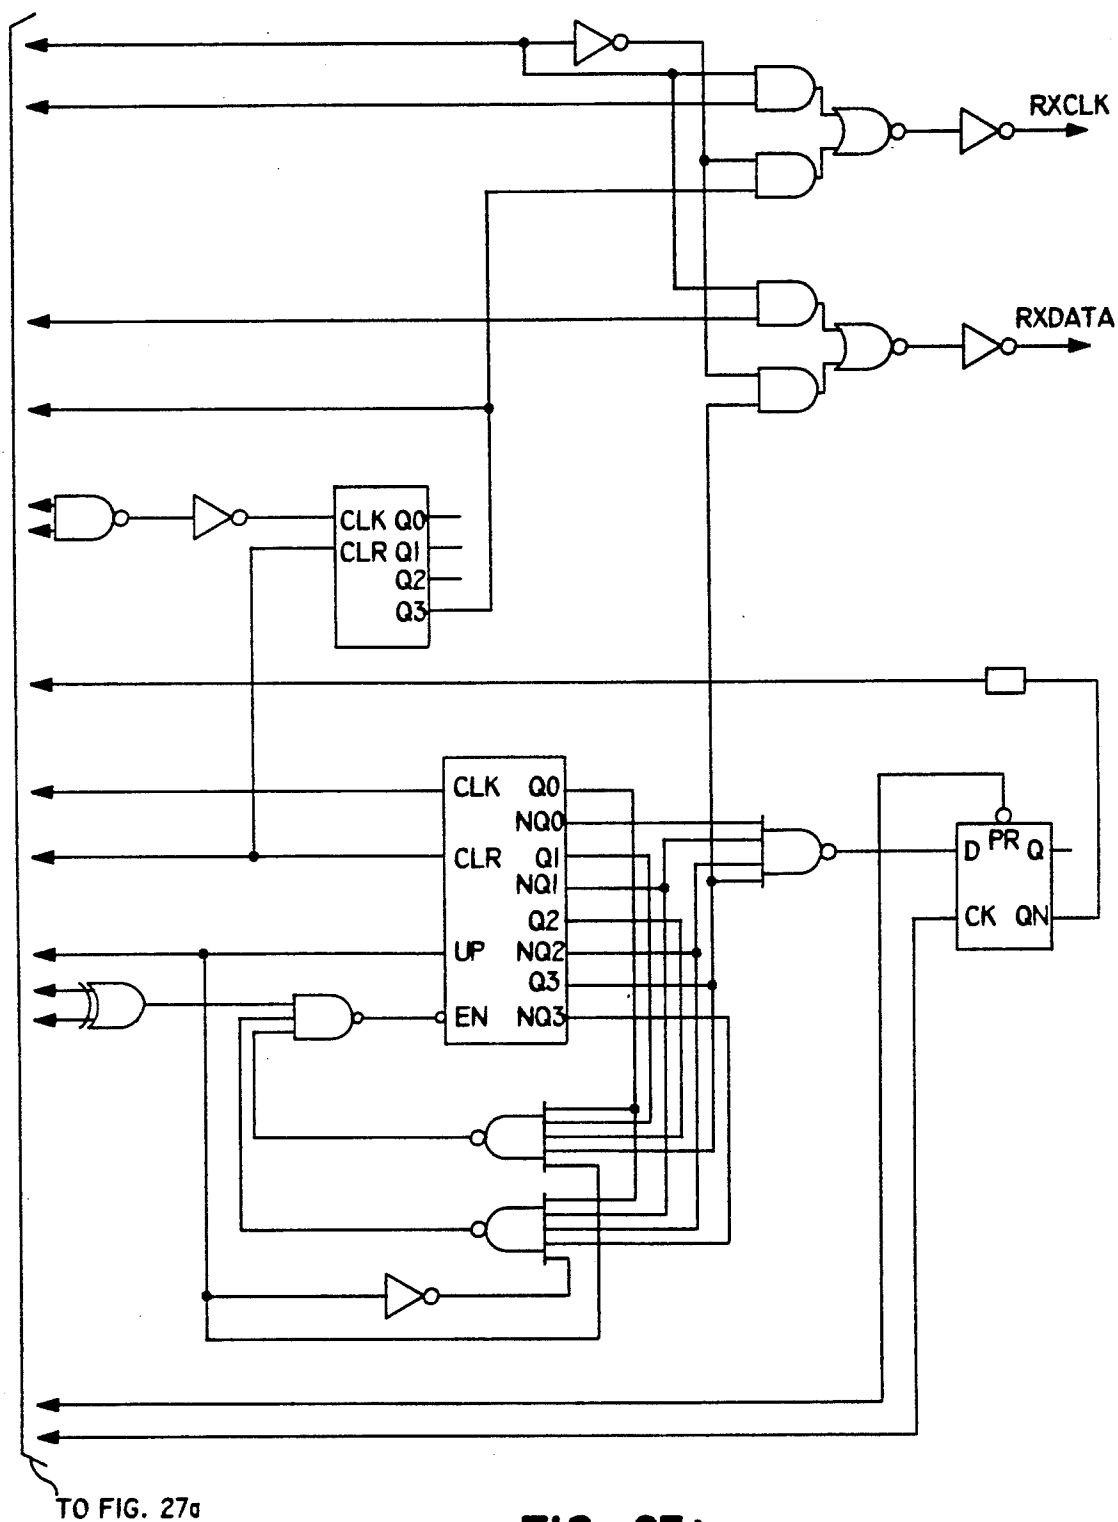 RXCLK
RXDATA
CLK Q0
CLR Q1
Q2
Q3
CLK Q0
NQ0
CLR Q1
NQ1
Q2
UP NQ2
Q3
EN NQ3
D PR Q
CK QN
TO FIG. 27a